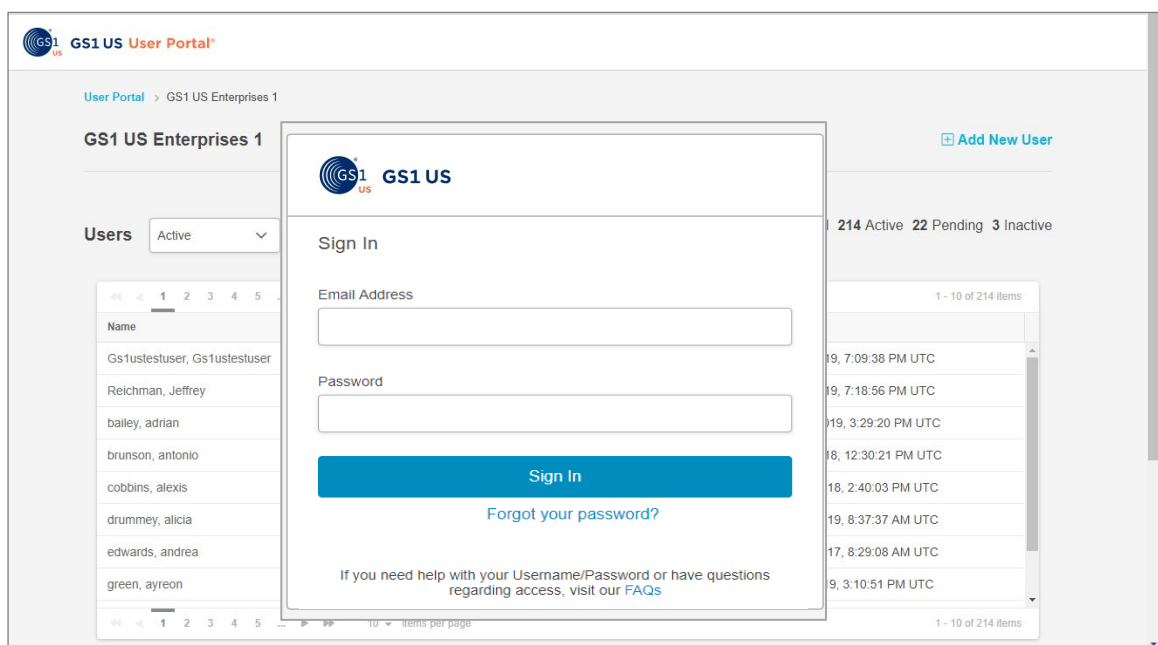 GS1 US GS1 US User Portal®
User Portal > GS1 US Enterprises 1
GS1 US Enterprises 1
Add New User
Users Active
214 Active 22 Pending 3 Inactive
1 2 3 4 5
1 - 10 of 214 items
Name
Gs1ustestuser, Gs1ustestuser
19, 7:09:38 PM UTC
Reichman, Jeffrey
19, 7:18:56 PM UTC
bailey, adrian
019, 3:29:20 PM UTC
brunson, antonio
18, 12:30:21 PM UTC
cobbins, alexis
18, 2:40:03 PM UTC
drummey, alicia
19, 8:37:37 AM UTC
edwards, andrea
17, 8:29:08 AM UTC
green, ayreon
9, 3:10:51 PM UTC
1 2 3 4 5 ... 10 items per page
1 - 10 of 214 items
GS1 US GS1 US
Sign In
Email Address
Password
Sign In
Forgot your password?
If you need help with your Username/Password or have questions
regarding access, visit our FAQs